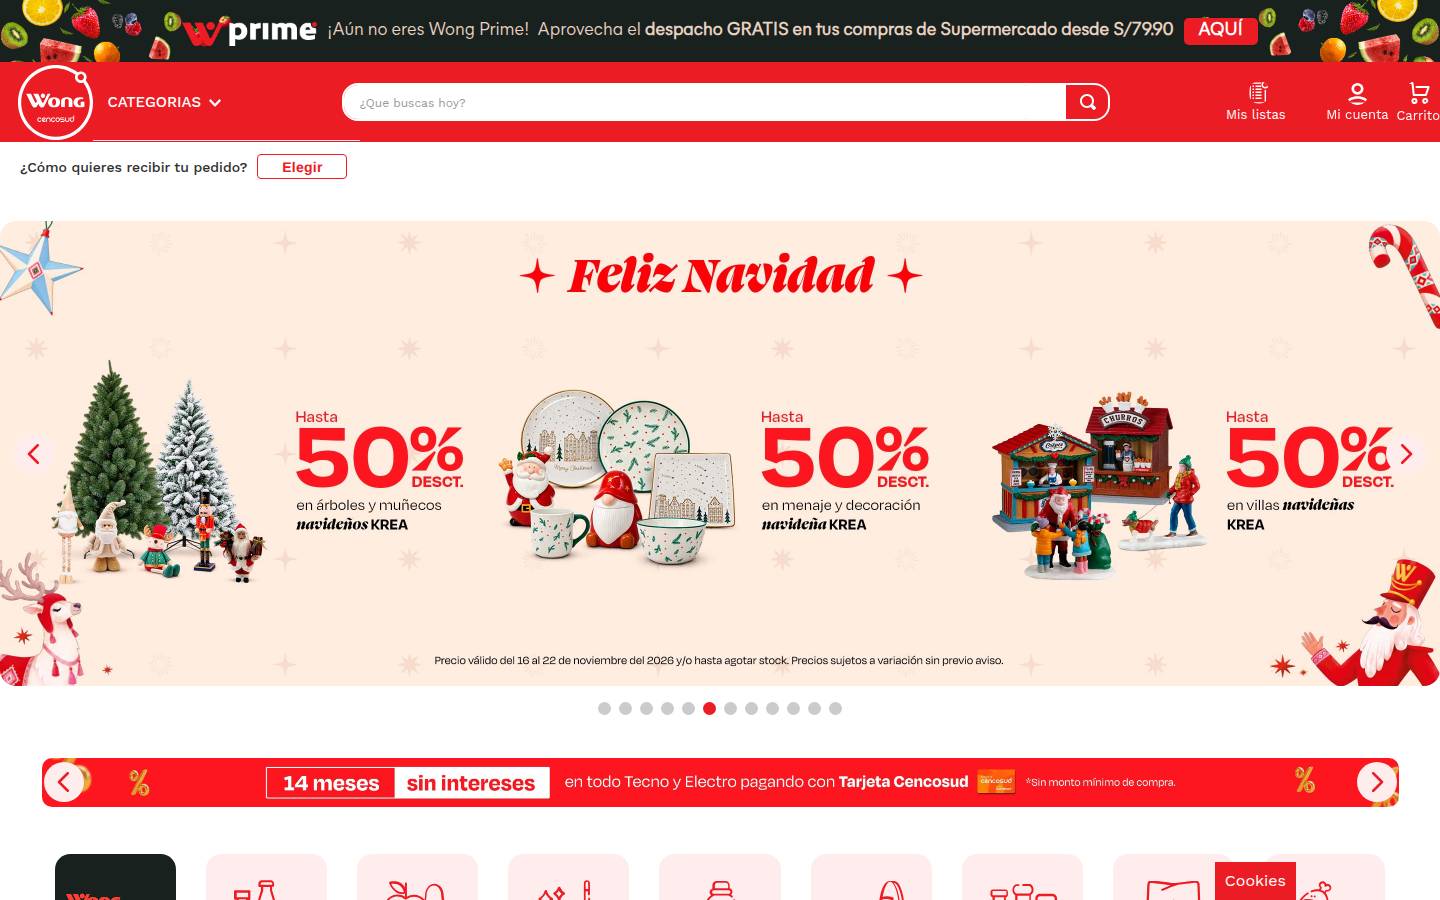 Wprime ¡Aún no eres Wong Prime! Aprovecha el despacho GRATIS en tus compras de Supermercado desde S/79.90 AQUÍ
Wong
cencosud
CATEGORIAS
¿Que buscas hoy?
Mis listas
Mi cuenta
Carrito
¿Cómo quieres recibir tu pedido?
Elegir
Feliz Navidad
Hasta
50%
DESCT.
en árboles y muñecos
navideños KREA
Hasta
50%
DESCT.
en menaje y decoración
navideña KREA
CHURROS
Hasta
50%
DESCT.
en villas navideñas
KREA
Precio válido del 16 al 22 de noviembre del 2026 y/o hasta agotar stock. Precios sujetos a variación sin previo aviso.
14 meses sin intereses en todo Tecno y Electro pagando con Tarjeta Cencosud cencosud *Sin monto mínimo de compra.
Cookies